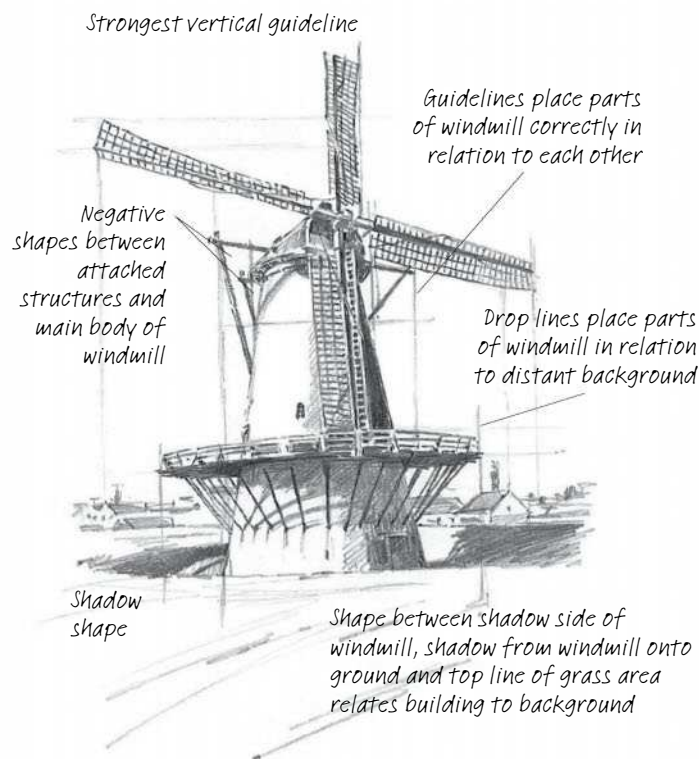 Strongest vertical guideline
Guidelines place parts
of windmill correctly in
relation to each other
Negative
shapes between
attached
structures and
main body of
windmill
Drop lines place parts
of windmill in relation
to distant background
Shadow
shape
Shape between shadow side of
windmill, shadow from windmill onto
ground and top line of grass area
relates building to background